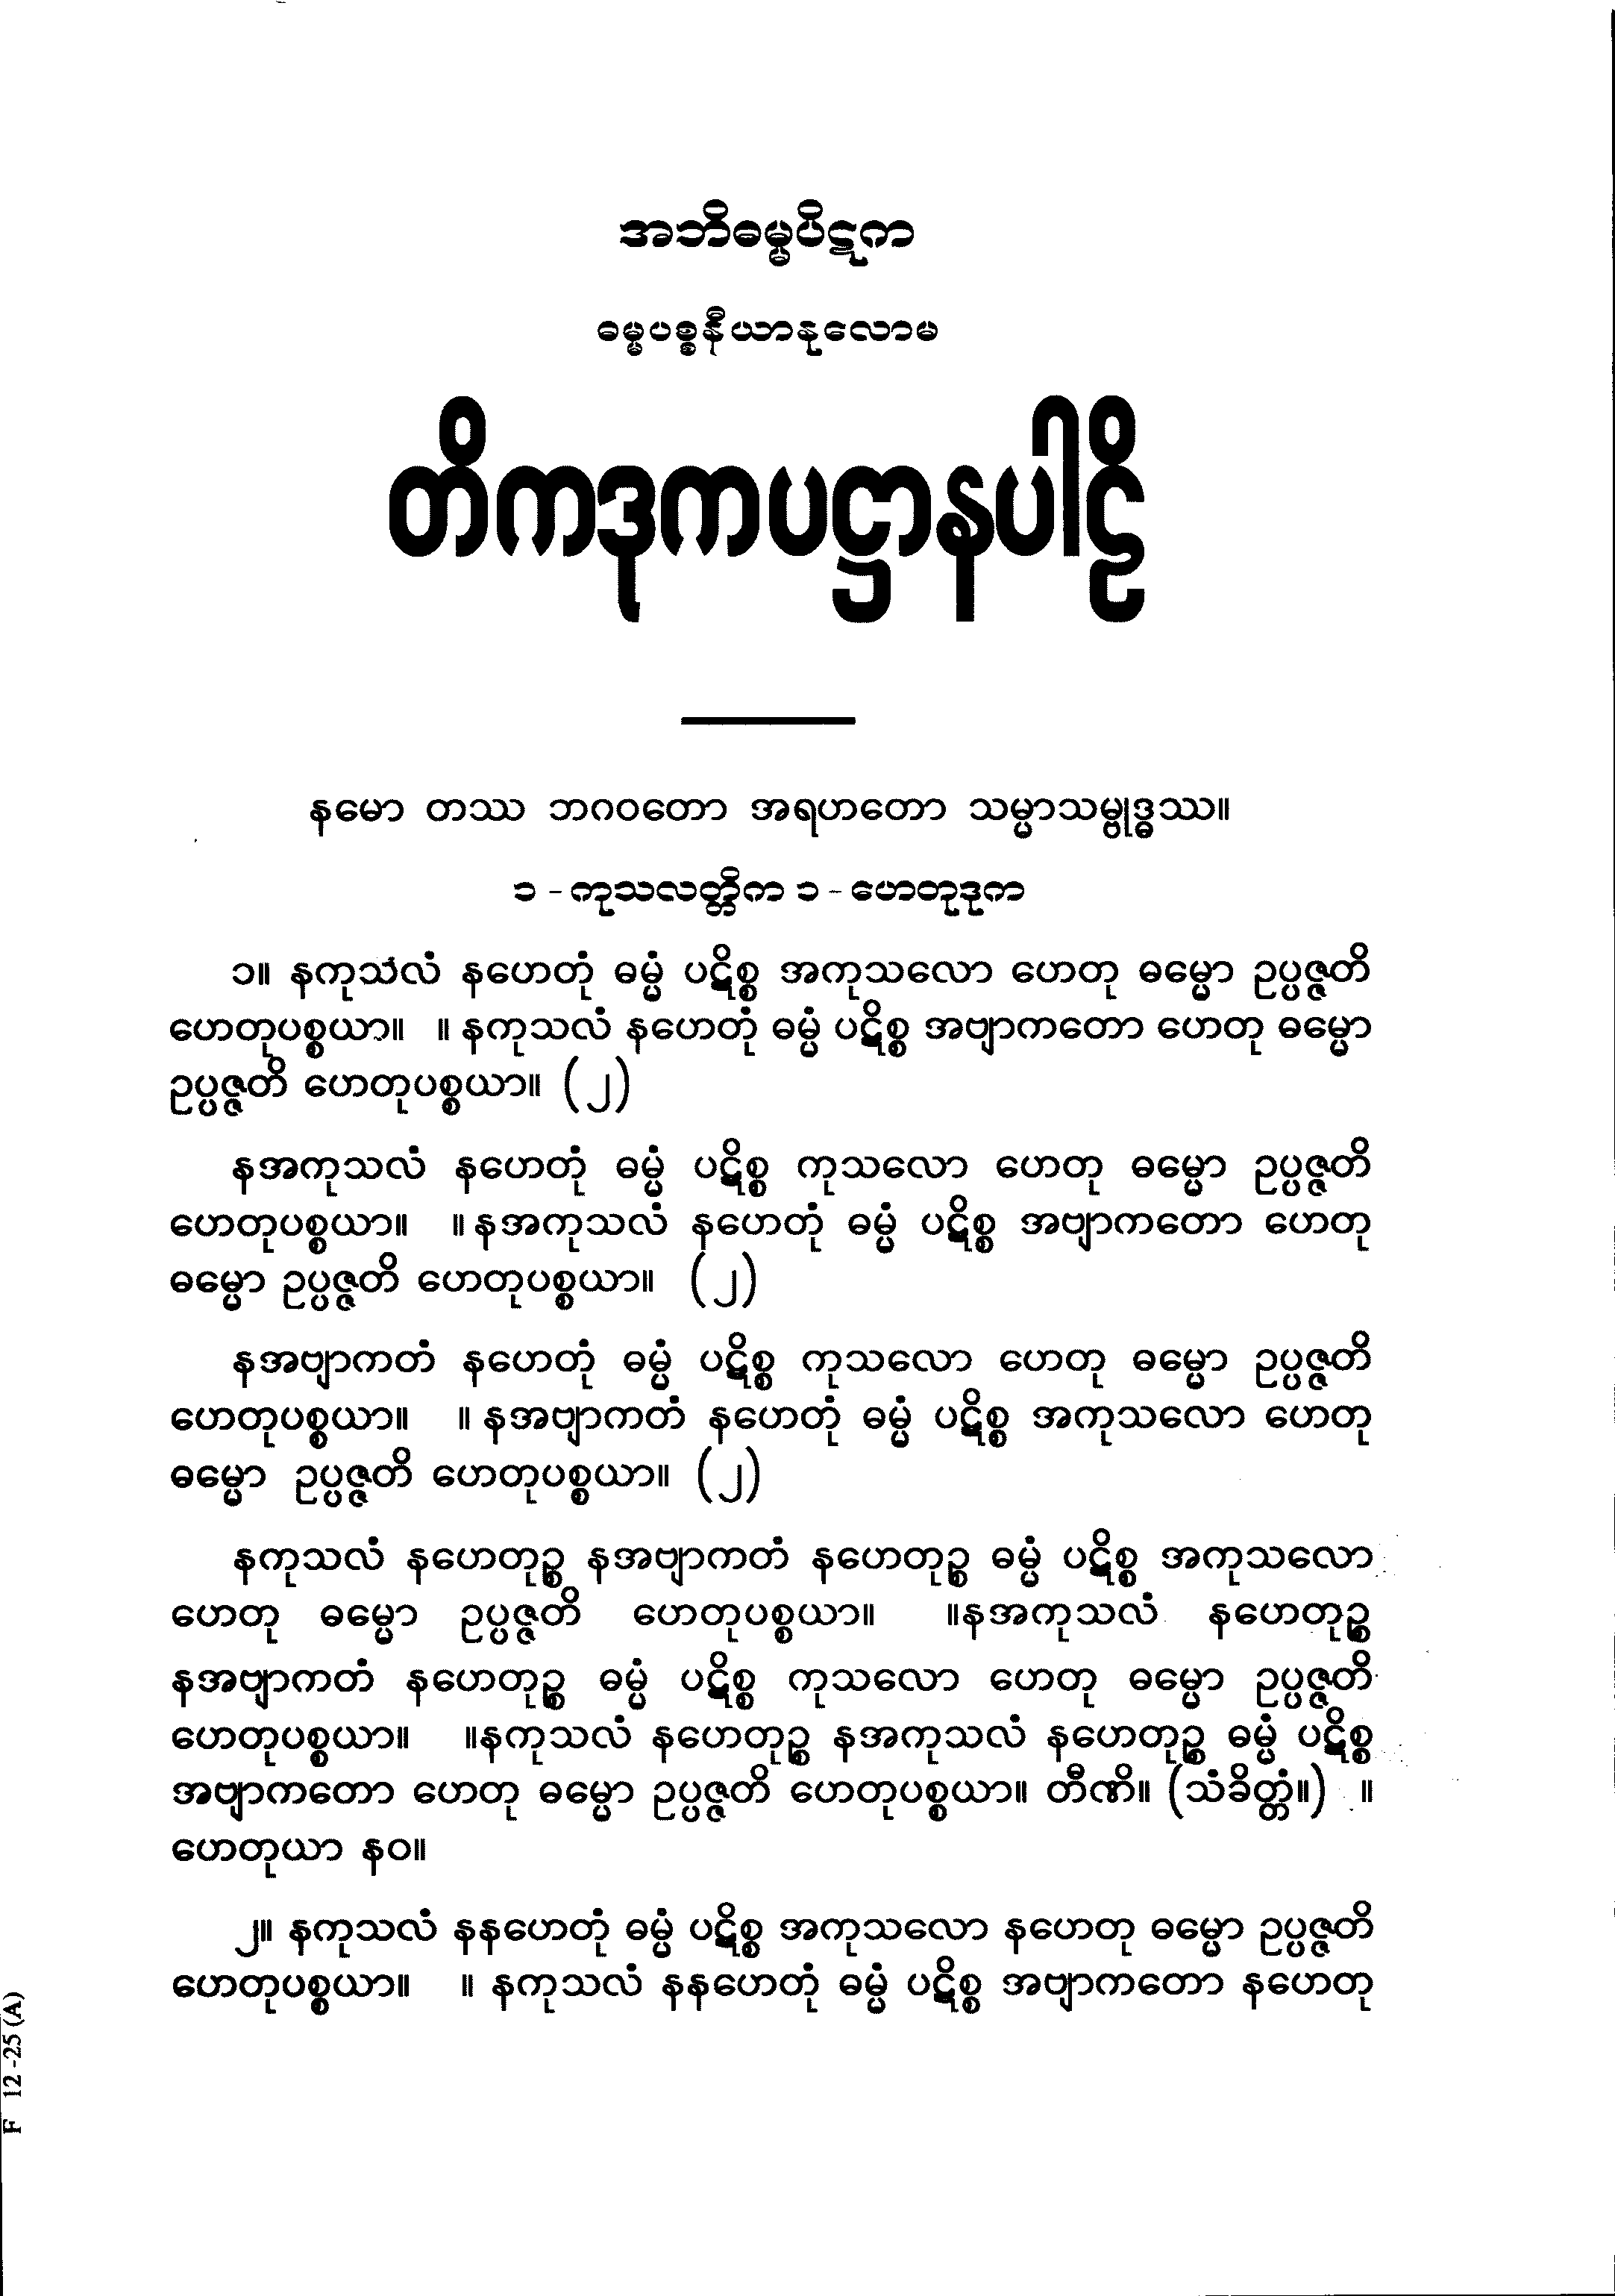 အဘိဓမ္မပိဋက
ဓမ္မပစ္စနီယာနုလောမ
တိကဒုကပဋ္ဌာနပါဠိ
နမော တဿ ဘဂဝတော အရဟတော သမ္မာသမ္ဗုဒ္ဓဿ။
၁ - ကုသလတ္တိက ၁ - ဟေတုဒုက
၁။ နကုသလံ နဟေတုံ ဓမ္မံ ပဋိစ္စ အကုသလော ဟေတု ဓမ္မော ဥပ္ပဇ္ဇတိ
ဟေတုပစ္စယာ။ ။ နကုသလံ နဟေတုံ ဓမ္မံ ပဋိစ္စ အဗျာကတော ဟေတု ဓမ္မော
ဥပ္ပဇ္ဇတိ ဟေတုပစ္စယာ။ (၂)
နအကုသလံ နဟေတုံ ဓမ္မံ ပဋိစ္စ ကုသလော ဟေတု ဓမ္မော ဥပ္ပဇ္ဇတိ
ဟေတုပစ္စယာ။ ။ နအကုသလံ နဟေတုံ ဓမ္မံ ပဋိစ္စ အဗျာကတော ဟေတု
ဓမ္မော ဥပ္ပဇ္ဇတိ ဟေတုပစ္စယာ။ (၂)
နအဗျာကတံ နဟေတုံ ဓမ္မံ ပဋိစ္စ ကုသလော ဟေတု ဓမ္မော ဥပ္ပဇ္ဇတိ
ဟေတုပစ္စယာ။ ။ နအဗျာကတံ နဟေတုံ ဓမ္မံ ပဋိစ္စ အကုသလော ဟေတု
ဓမ္မော ဥပ္ပဇ္ဇတိ ဟေတုပစ္စယာ။ (၂)
နကုသလံ နဟေတုဉ္စ နအဗျာကတံ နဟေတုဉ္စ ဓမ္မံ ပဋိစ္စ အကုသလော
ဟေတု ဓမ္မော ဥပ္ပဇ္ဇတိ ဟေတုပစ္စယာ။ ။နအကုသလံ နဟေတုဉ္စ
နအဗျာကတံ နဟေတုဉ္စ ဓမ္မံ ပဋိစ္စ ကုသလော ဟေတု ဓမ္မော ဥပ္ပဇ္ဇတိ
ဟေတုပစ္စယာ။ ။နကုသလံ နဟေတုဉ္စ နအကုသလံ နဟေတုဉ္စ ဓမ္မံ ပဋိစ္စ
အဗျာကတော ဟေတု ဓမ္မော ဥပ္ပဇ္ဇတိ ဟေတုပစ္စယာ။ တီဏိ။ (သံခိတ္တံ။) ။
ဟေတုယာ နဝ။
၂။ နကုသလံ နနဟေတုံ ဓမ္မံ ပဋိစ္စ အကုသလော နဟေတု ဓမ္မော ဥပ္ပဇ္ဇတိ
ဟေတုပစ္စယာ။ ။ နကုသလံ နနဟေတုံ ဓမ္မံ ပဋိစ္စ အဗျာကတော နဟေတု
F 12 -25 (A)